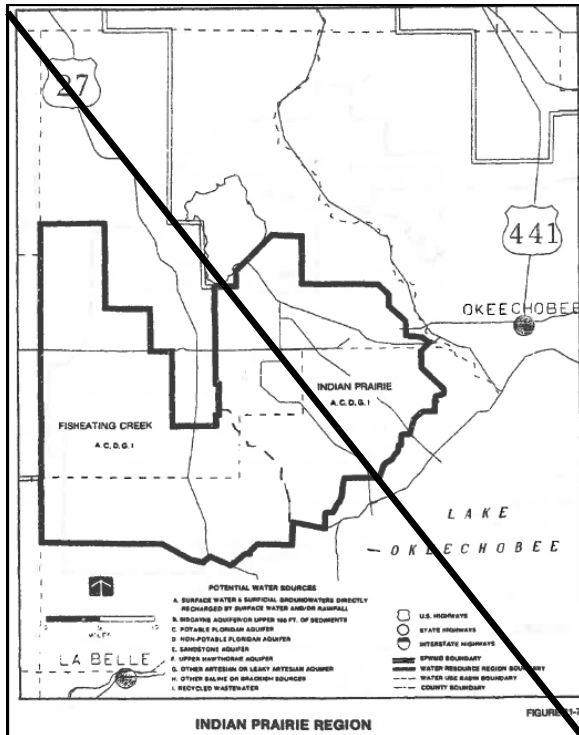 27
441
OKEECHOBEE
INDIAN PRAIRIE
A, C, D, G, I
FISHEATING CREEK
A, C, D, G, I
LAKE
OKEECHOBEE
POTENTIAL WATER SOURCES
A. SURFACE WATER & SURFICIAL GROUNDWATERS DIRECTLY
RECHARGED BY SURFACE WATER AND/OR RAINFALL
B. BISCAYNE AQUIFER/OR UPPER 100 FT. OF SEDIMENTS
C. POTABLE FLORIDAN AQUIFER
D. NON-POTABLE FLORIDAN AQUIFER
E. SANDSTONE AQUIFER
F. UPPER HAWTHORNE AQUIFER
G. OTHER ARTESIAN OR LEAKY ARTESIAN AQUIFER
H. OTHER SALINE OR BRACKISH SOURCES
I. RECYCLED WASTEWATER
MILES
LA BELLE
U.S. HIGHWAYS
STATE HIGHWAYS
INTERSTATE HIGHWAYS
SFWMD BOUNDARY
WATER RESOURCE REGION BOUNDARY
WATER USE BASIN BOUNDARY
COUNTY BOUNDARY
INDIAN PRAIRIE REGION